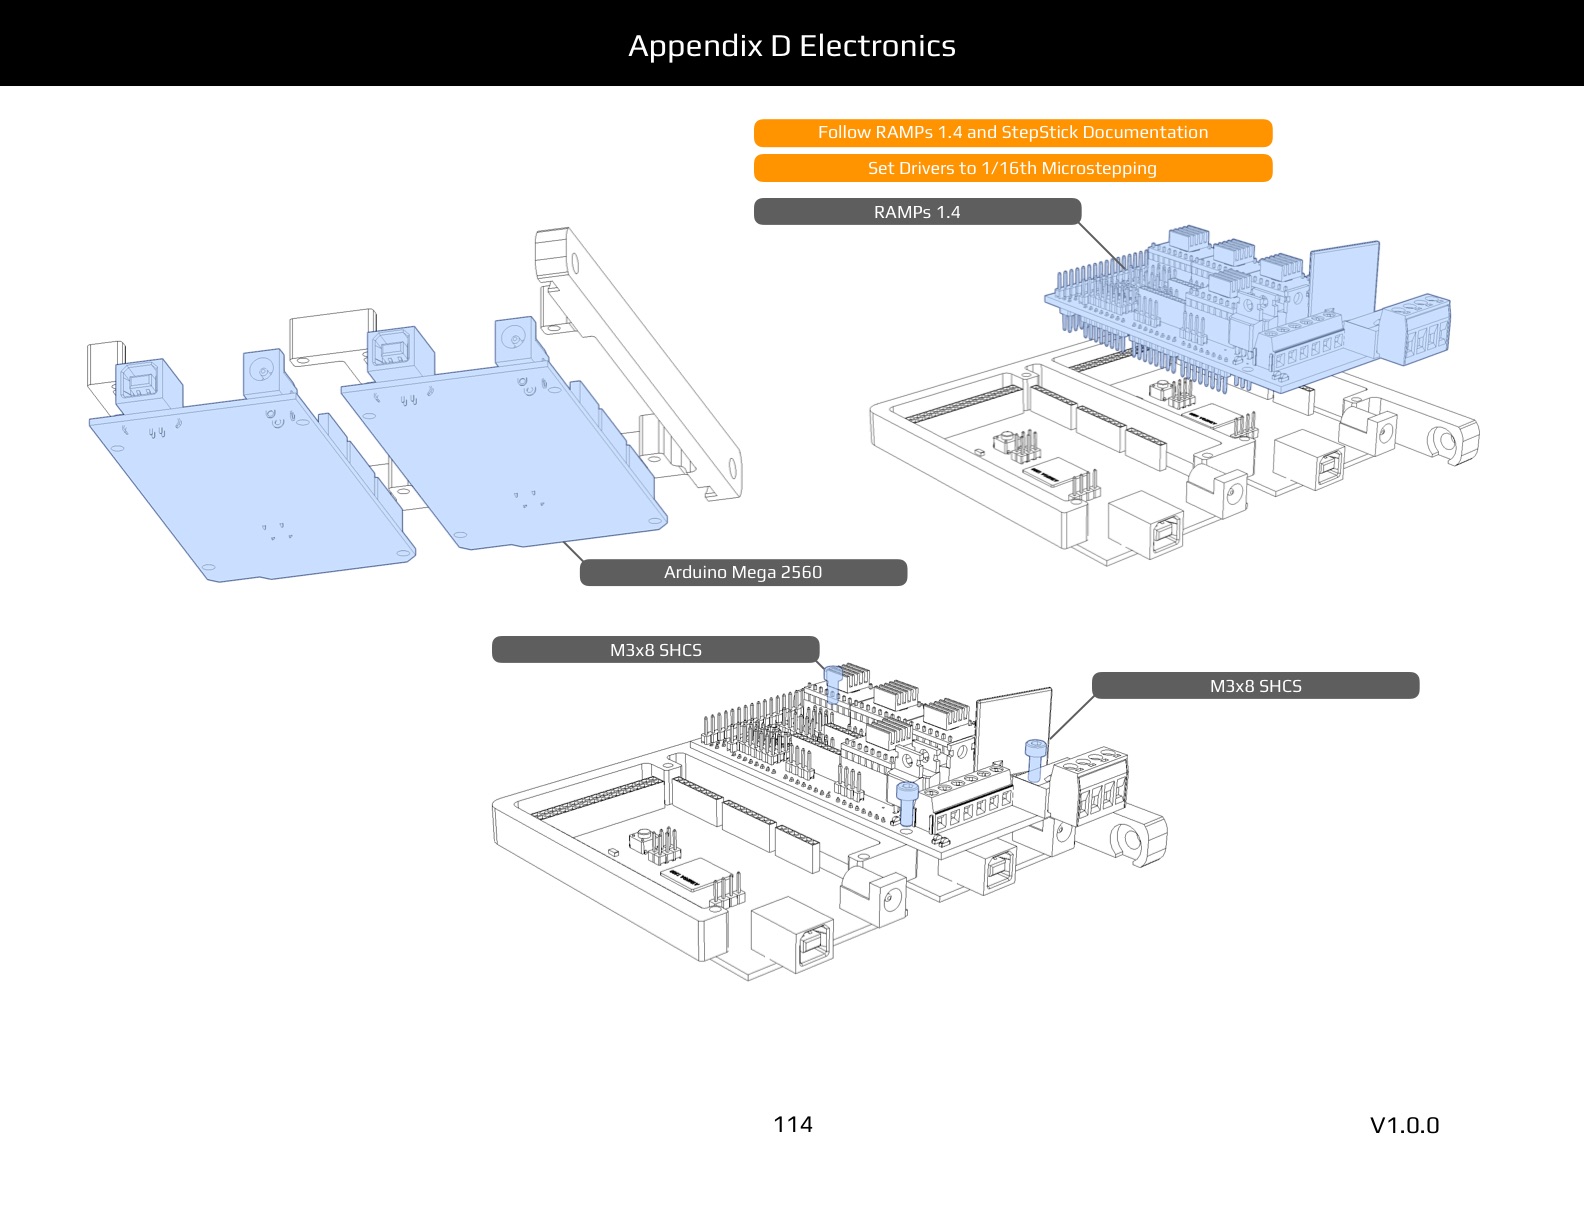 Appendix D Electronics
Follow RAMPs 1.4 and StepStick Documentation
Set Drivers to 1/16th Microstepping
RAMPs 1.4
Arduino Mega 2560
M3x8 SHCS
M3x8 SHCS
114
V1.0.0